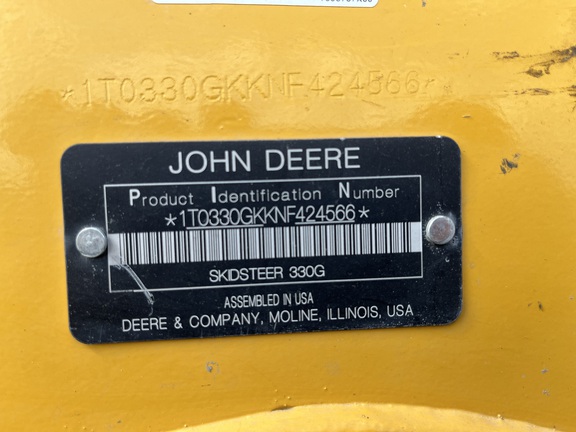 *1T0330GKKNF424566*
JOHN DEERE
Product Identification Number
*1T0330GKKNF424566*
SKIDSTEER 330G
ASSEMBLED IN USA
DEERE & COMPANY, MOLINE, ILLINOIS, USA